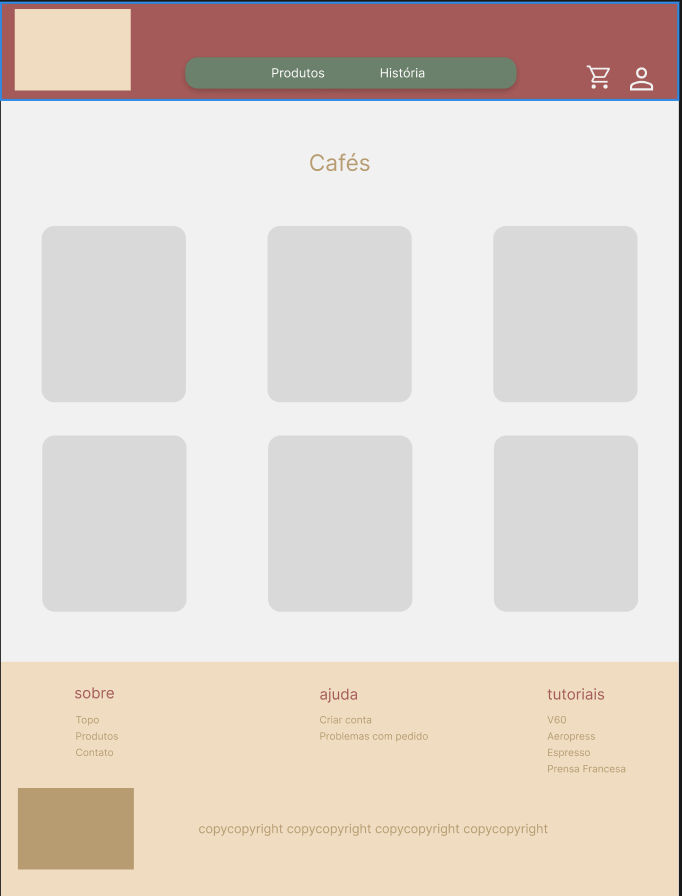 Produtos História
Cafés
sobre
Topo
Produtos
Contato
ajuda
Criar conta
Problemas com pedido
tutoriais
V60
Aeropress
Espresso
Prensa Francesa
copycopyright copycopyright copycopyright copycopyright